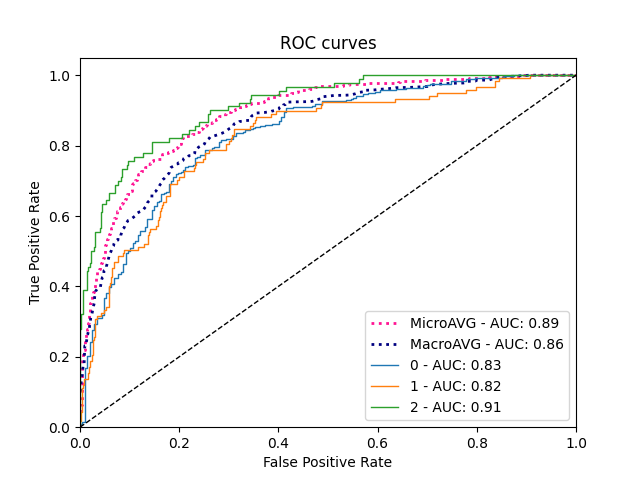 ROC curves
True Positive Rate
1.0
0.8
0.6
0.4
0.2
0.0
MicroAVG - AUC: 0.89
MacroAVG - AUC: 0.86
0 - AUC: 0.83
1 - AUC: 0.82
2 - AUC: 0.91
0.0 0.2 0.4 0.6 0.8 1.0
False Positive Rate